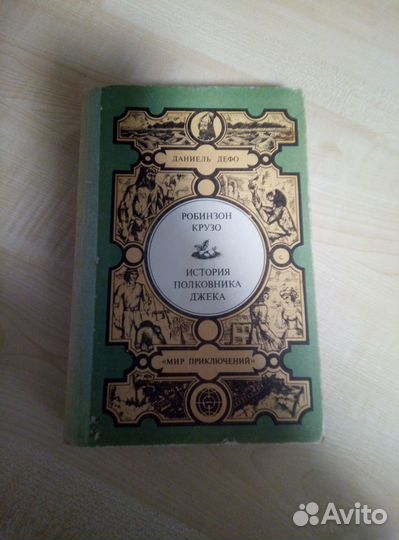 ДАНИЕЛЬ ДЕФО
РОБИНЗОН
КРУЗО
ИСТОРИЯ
ПОЛКОВНИКА
ДЖЕКА
«МИР ПРИКЛЮЧЕНИЙ»
Avito